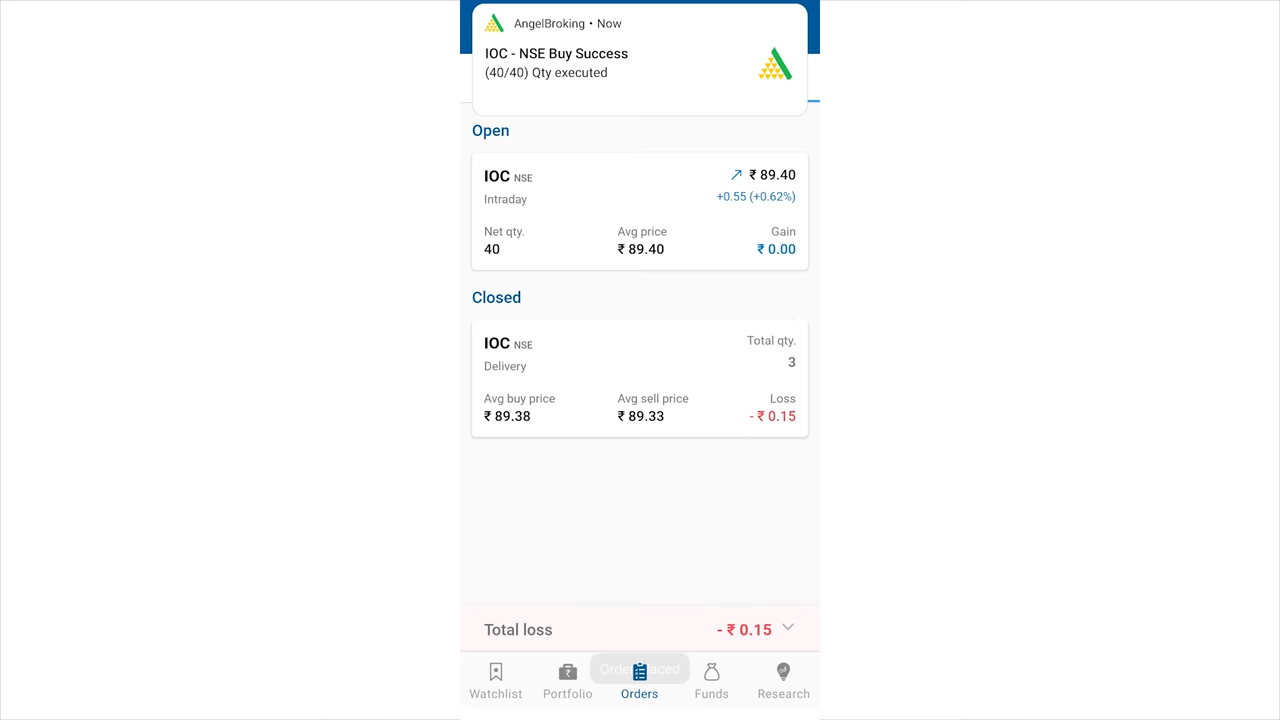 AngelBroking • Now
IOC - NSE Buy Success
(40/40) Qty executed
Open
IOC NSE ₹ 89.40
Intraday +0.55 (+0.62%)
Net qty. Avg price Gain
40 ₹ 89.40 ₹ 0.00
Closed
IOC NSE Total qty.
Delivery 3
Avg buy price Avg sell price Loss
₹ 89.38 ₹ 89.33 - ₹ 0.15
Total loss - ₹ 0.15
Watchlist Portfolio Orders Funds Research